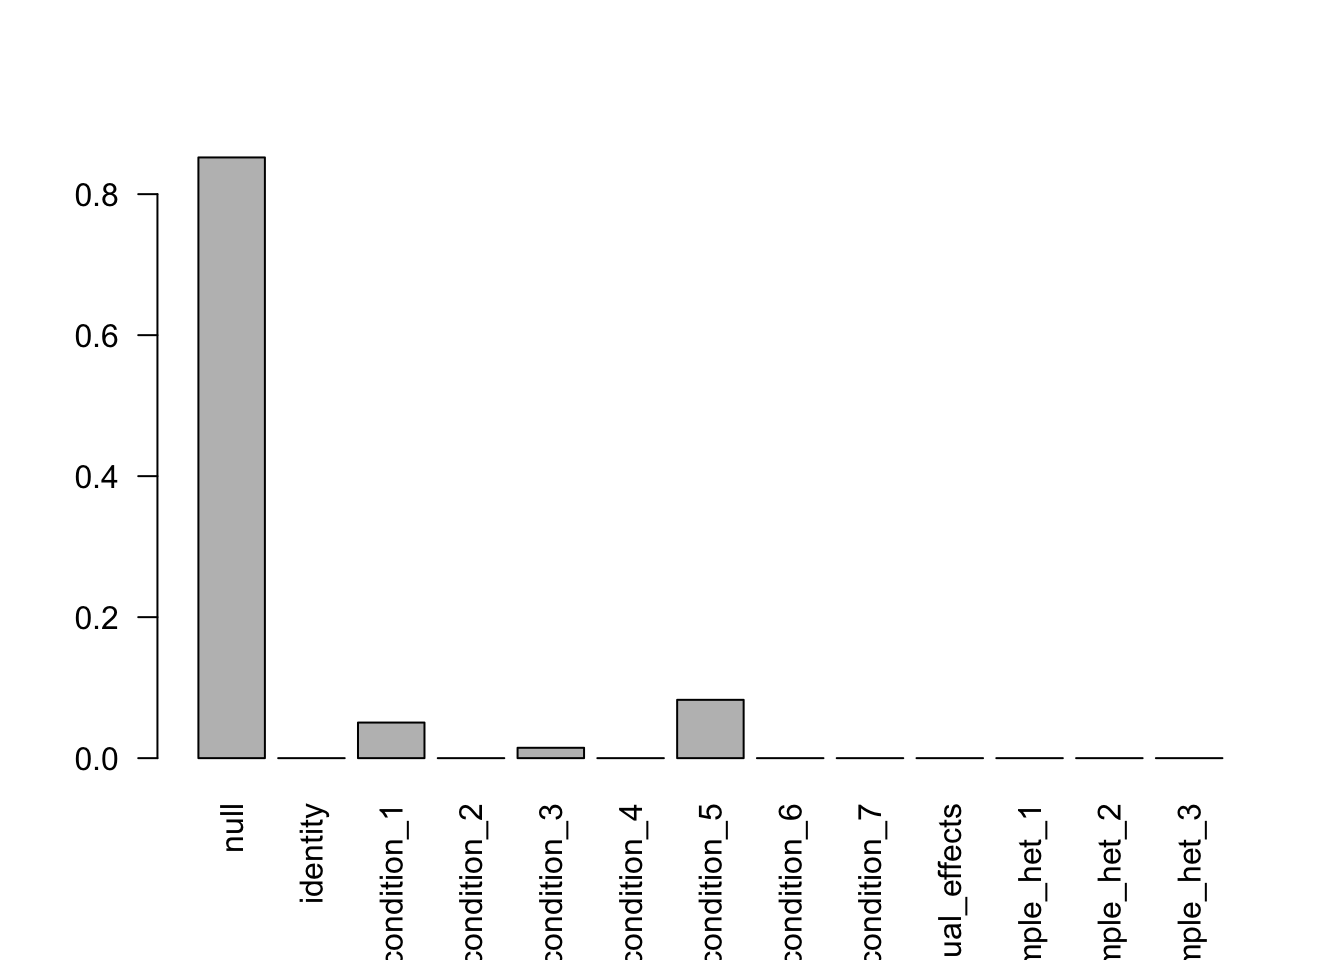 0.8
0.6
0.4
0.2
0.0
null
identity
condition_1
condition_2
condition_3
condition_4
condition_5
condition_6
condition_7
ual_effects
mple_het_1
mple_het_2
mple_het_3